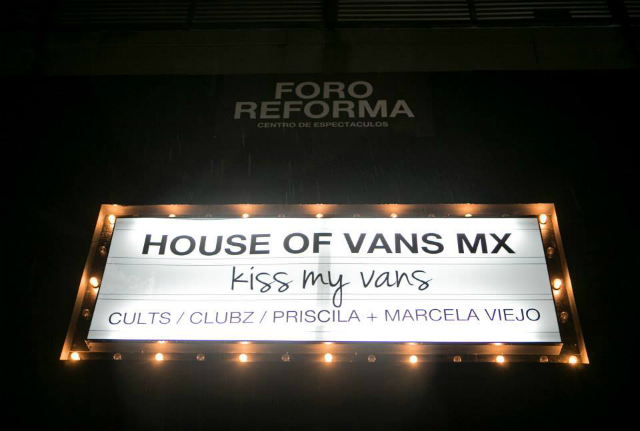 FORO
REFORMA
CENTRO DE ESPECTACULOS
HOUSE OF VANS MX
kiss my vans
CULTS / CLUBZ / PRISCILA + MARCELA VIEJO